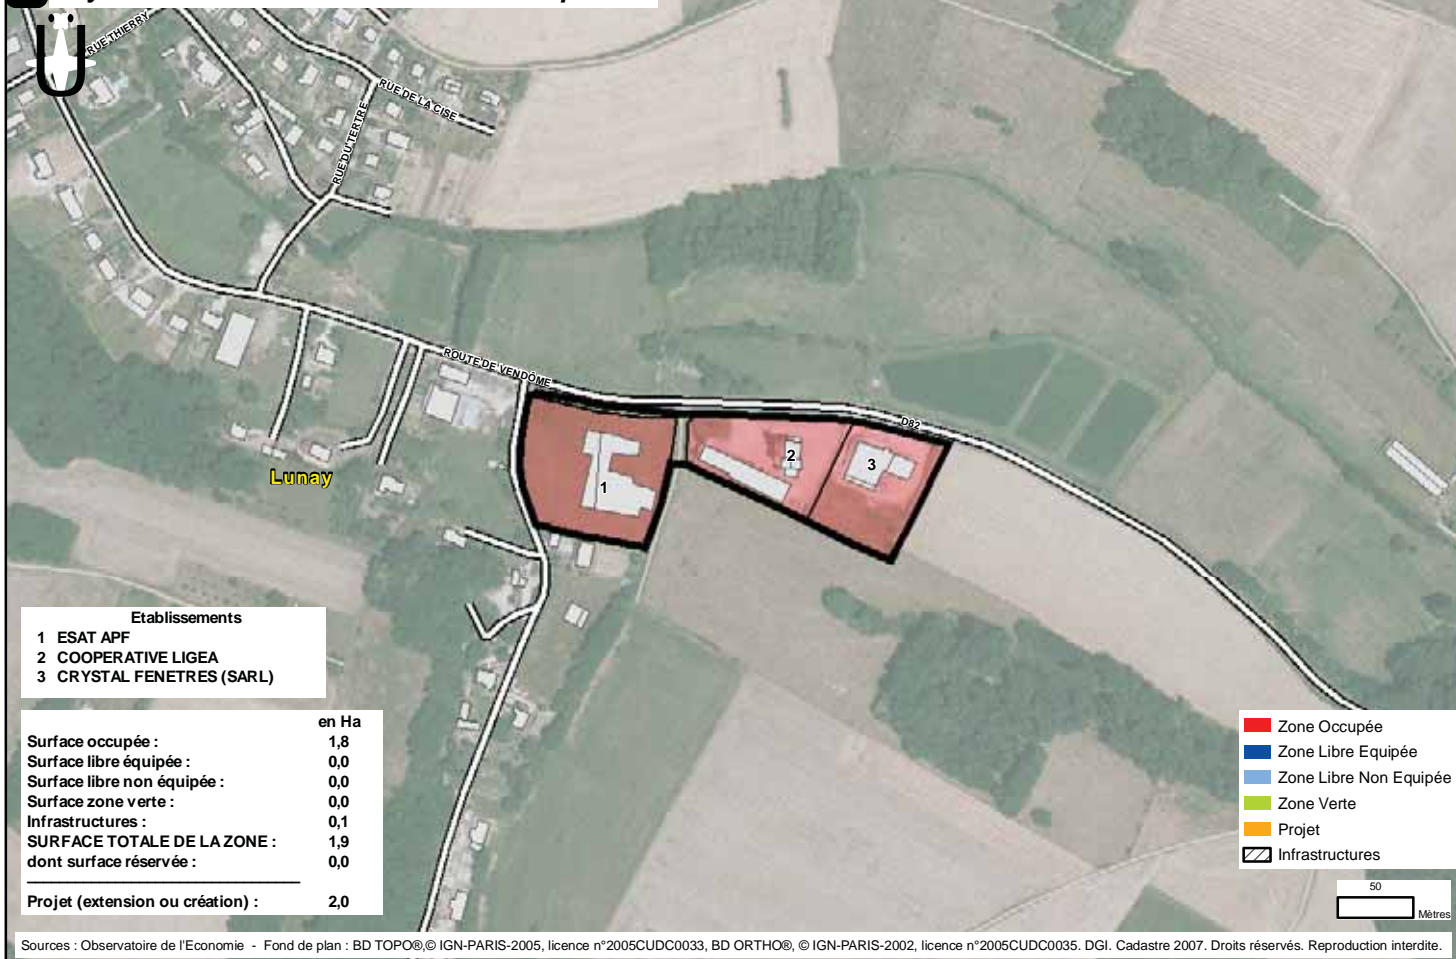 RUE THIERRY
RUE DE LA CISE
RUE DU TERTRE
ROUTE DE VENDÔME
D82
1
2
3
Lunay
Etablissements
1 ESAT APF
2 COOPERATIVE LIGEA
3 CRYSTAL FENETRES (SARL)
en Ha
Surface occupée : 1,8
Surface libre équipée : 0,0
Surface libre non équipée : 0,0
Surface zone verte : 0,0
Infrastructures : 0,1
SURFACE TOTALE DE LA ZONE : 1,9
dont surface réservée : 0,0
Projet (extension ou création) : 2,0
Zone Occupée
Zone Libre Equipée
Zone Libre Non Equipée
Zone Verte
Projet
Infrastructures
50
Mètres
Sources : Observatoire de l'Economie - Fond de plan : BD TOPO®,© IGN-PARIS-2005, licence n°2005CUDC0033, BD ORTHO®, © IGN-PARIS-2002, licence n°2005CUDC0035. DGI. Cadastre 2007. Droits réservés. Reproduction interdite.